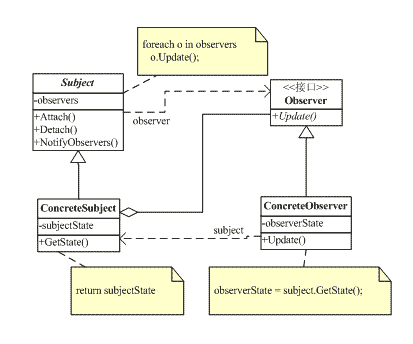 foreach o in observers
o.Update();
Subject
-observers
+Attach()
+Detach()
+NotifyObservers()
observer
<<接口>>
Observer
+Update()
ConcreteSubject
-subjectState
+GetState()
subject
ConcreteObserver
-observerState
+Update()
return subjectState
observerState = subject.GetState();